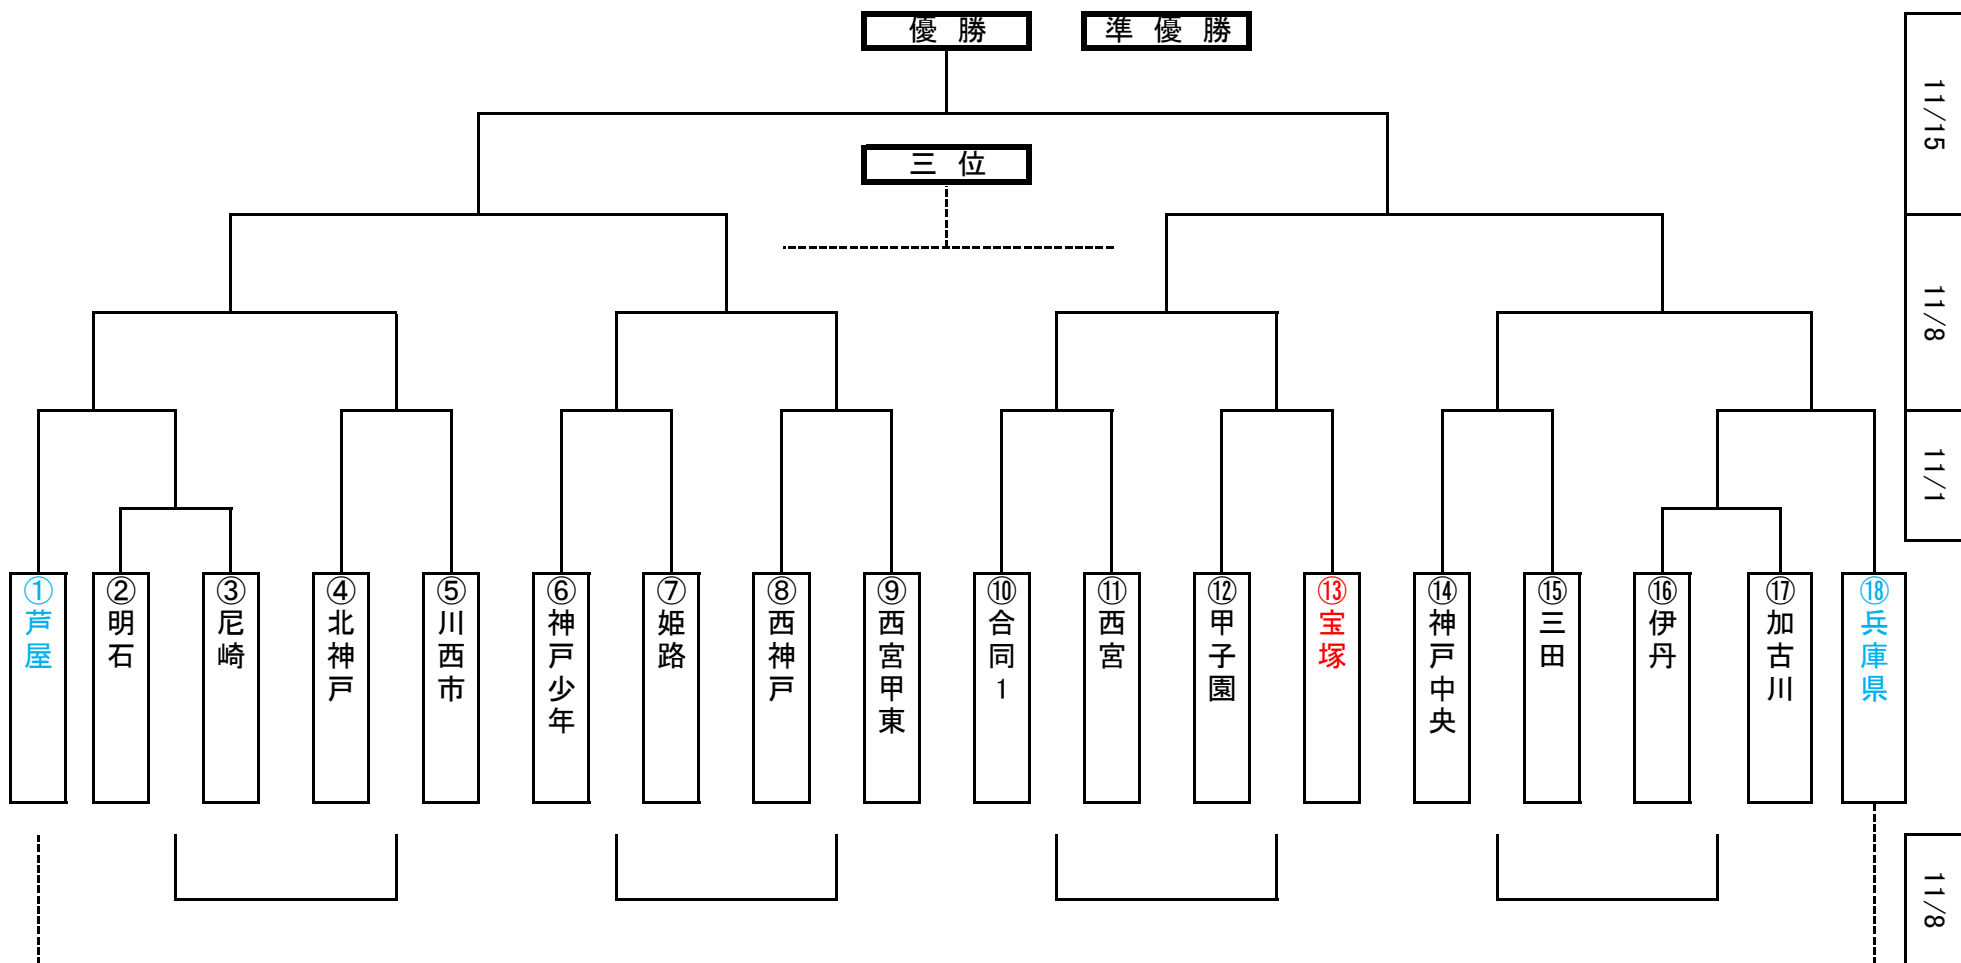 優 勝
準 優 勝
三 位
11/15
11/8
11/1
①芦屋
②明石
③尼崎
④北神戸
⑤川西市
⑥神戸少年
⑦姫路
⑧西神戸
⑨西宮甲東
⑩合同1
⑪西宮
⑫甲子園
⑬宝塚
⑭神戸中央
⑮三田
⑯伊丹
⑰加古川
⑱兵庫県
11/8